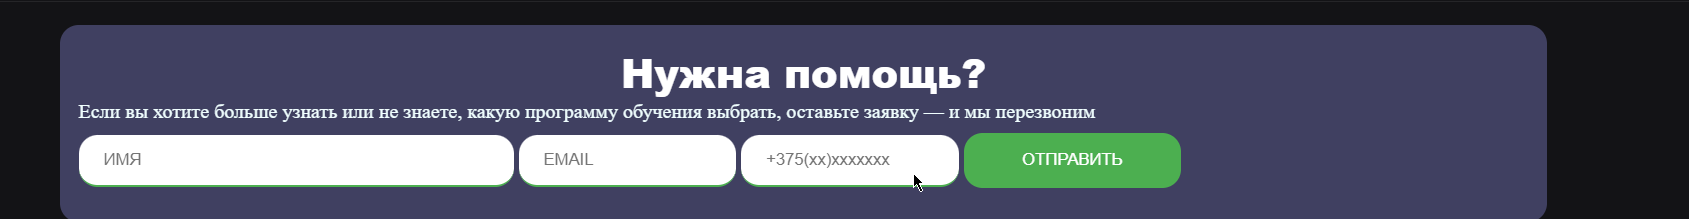 Нужна помощь?
Если вы хотите больше узнать или не знаете, какую программу обучения выбрать, оставьте заявку — и мы перезвоним
ИМЯ EMAIL +375(xx)xxxxxxx ОТПРАВИТЬ